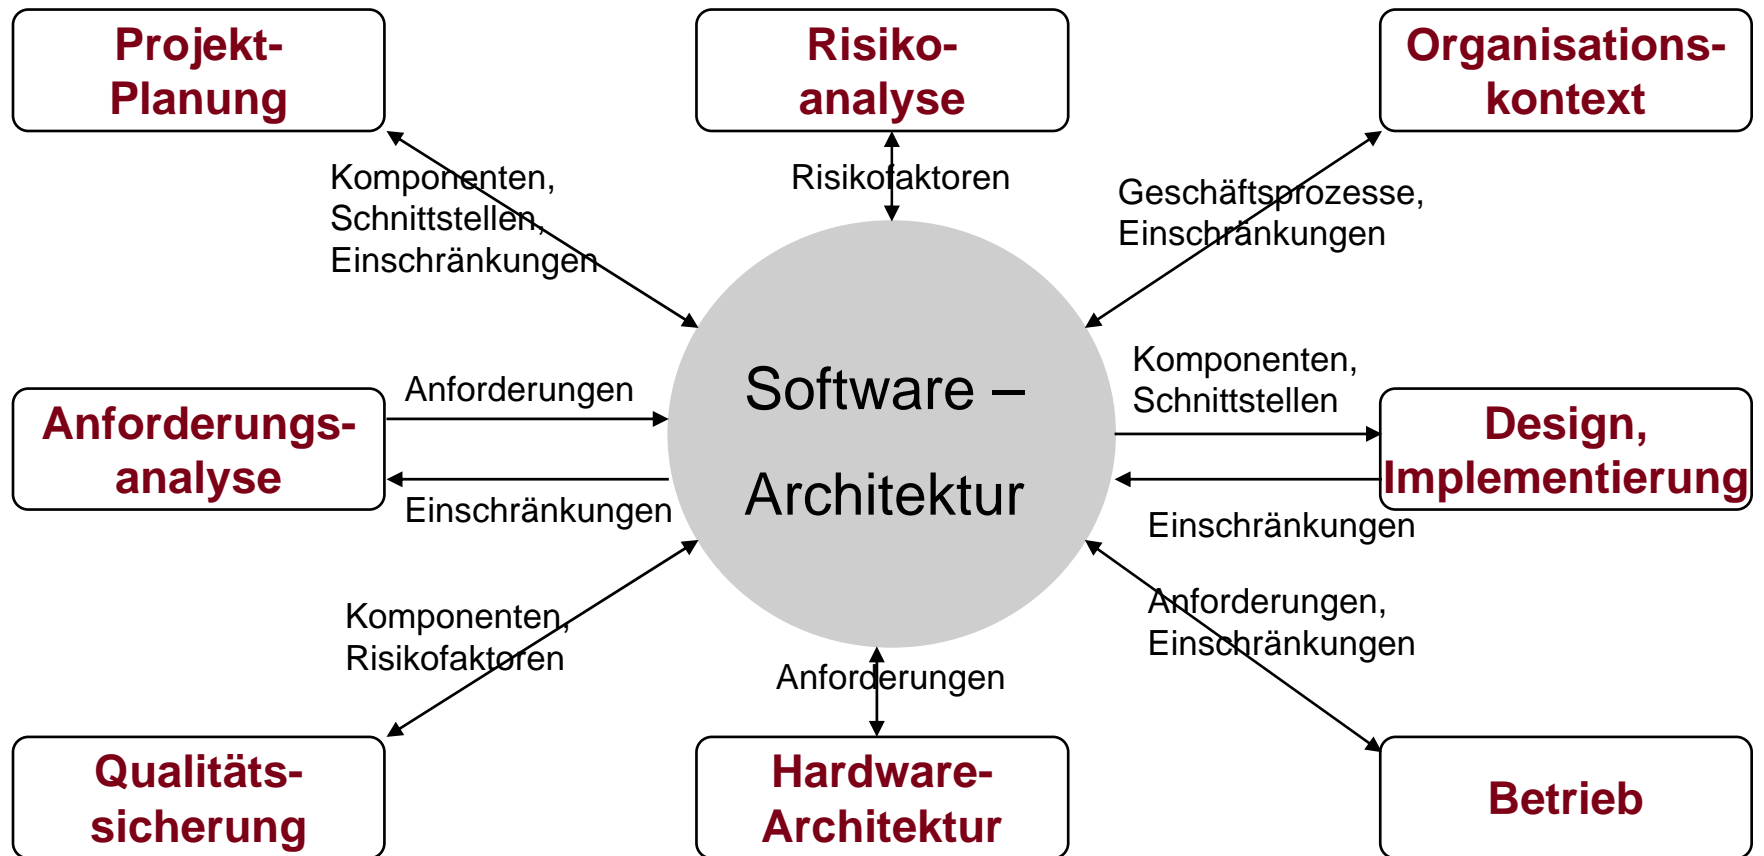 Projekt-
Planung
Risiko-
analyse
Organisations-
kontext
Komponenten,
Schnittstellen,
Einschränkungen
Risikofaktoren
Geschäftsprozesse,
Einschränkungen
Anforderungs-
analyse
Anforderungen
Einschränkungen
Software –
Architektur
Komponenten,
Schnittstellen
Einschränkungen
Design,
Implementierung
Komponenten,
Risikofaktoren
Anforderungen
Anforderungen,
Einschränkungen
Qualitäts-
sicherung
Hardware-
Architektur
Betrieb